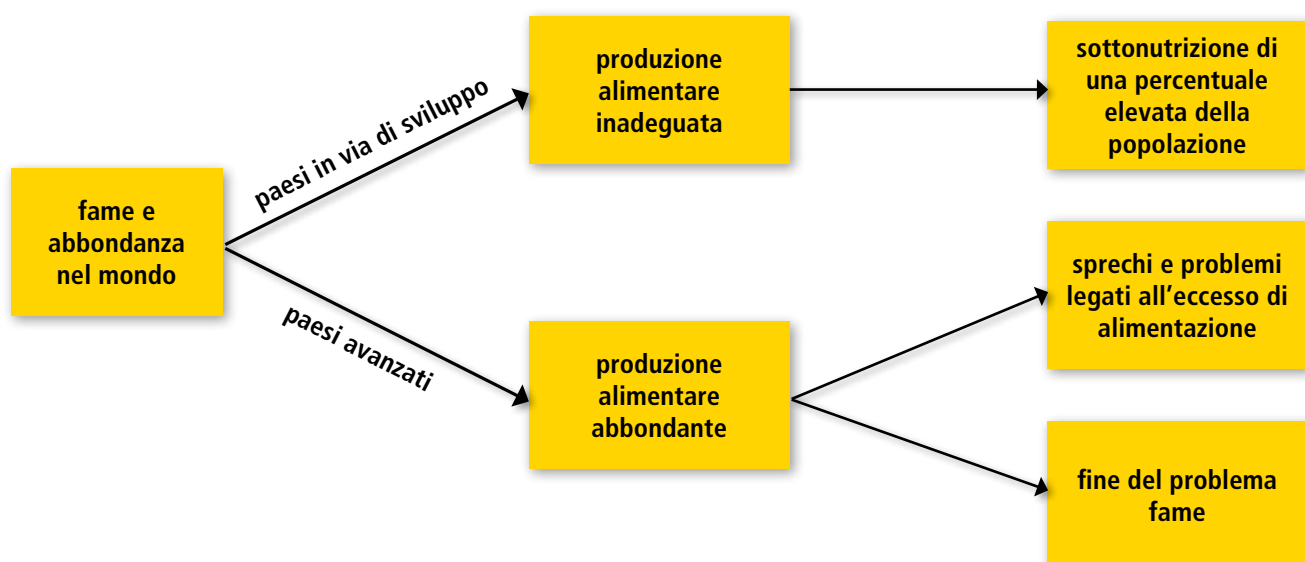 fame e
abbondanza
nel mondo
paesi in via di sviluppo
produzione
alimentare
inadeguata
sottonutrizione di
una percentuale
elevata della
popolazione
paesi avanzati
produzione
alimentare
abbondante
sprechi e problemi
legati all’eccesso di
alimentazione
fine del problema
fame